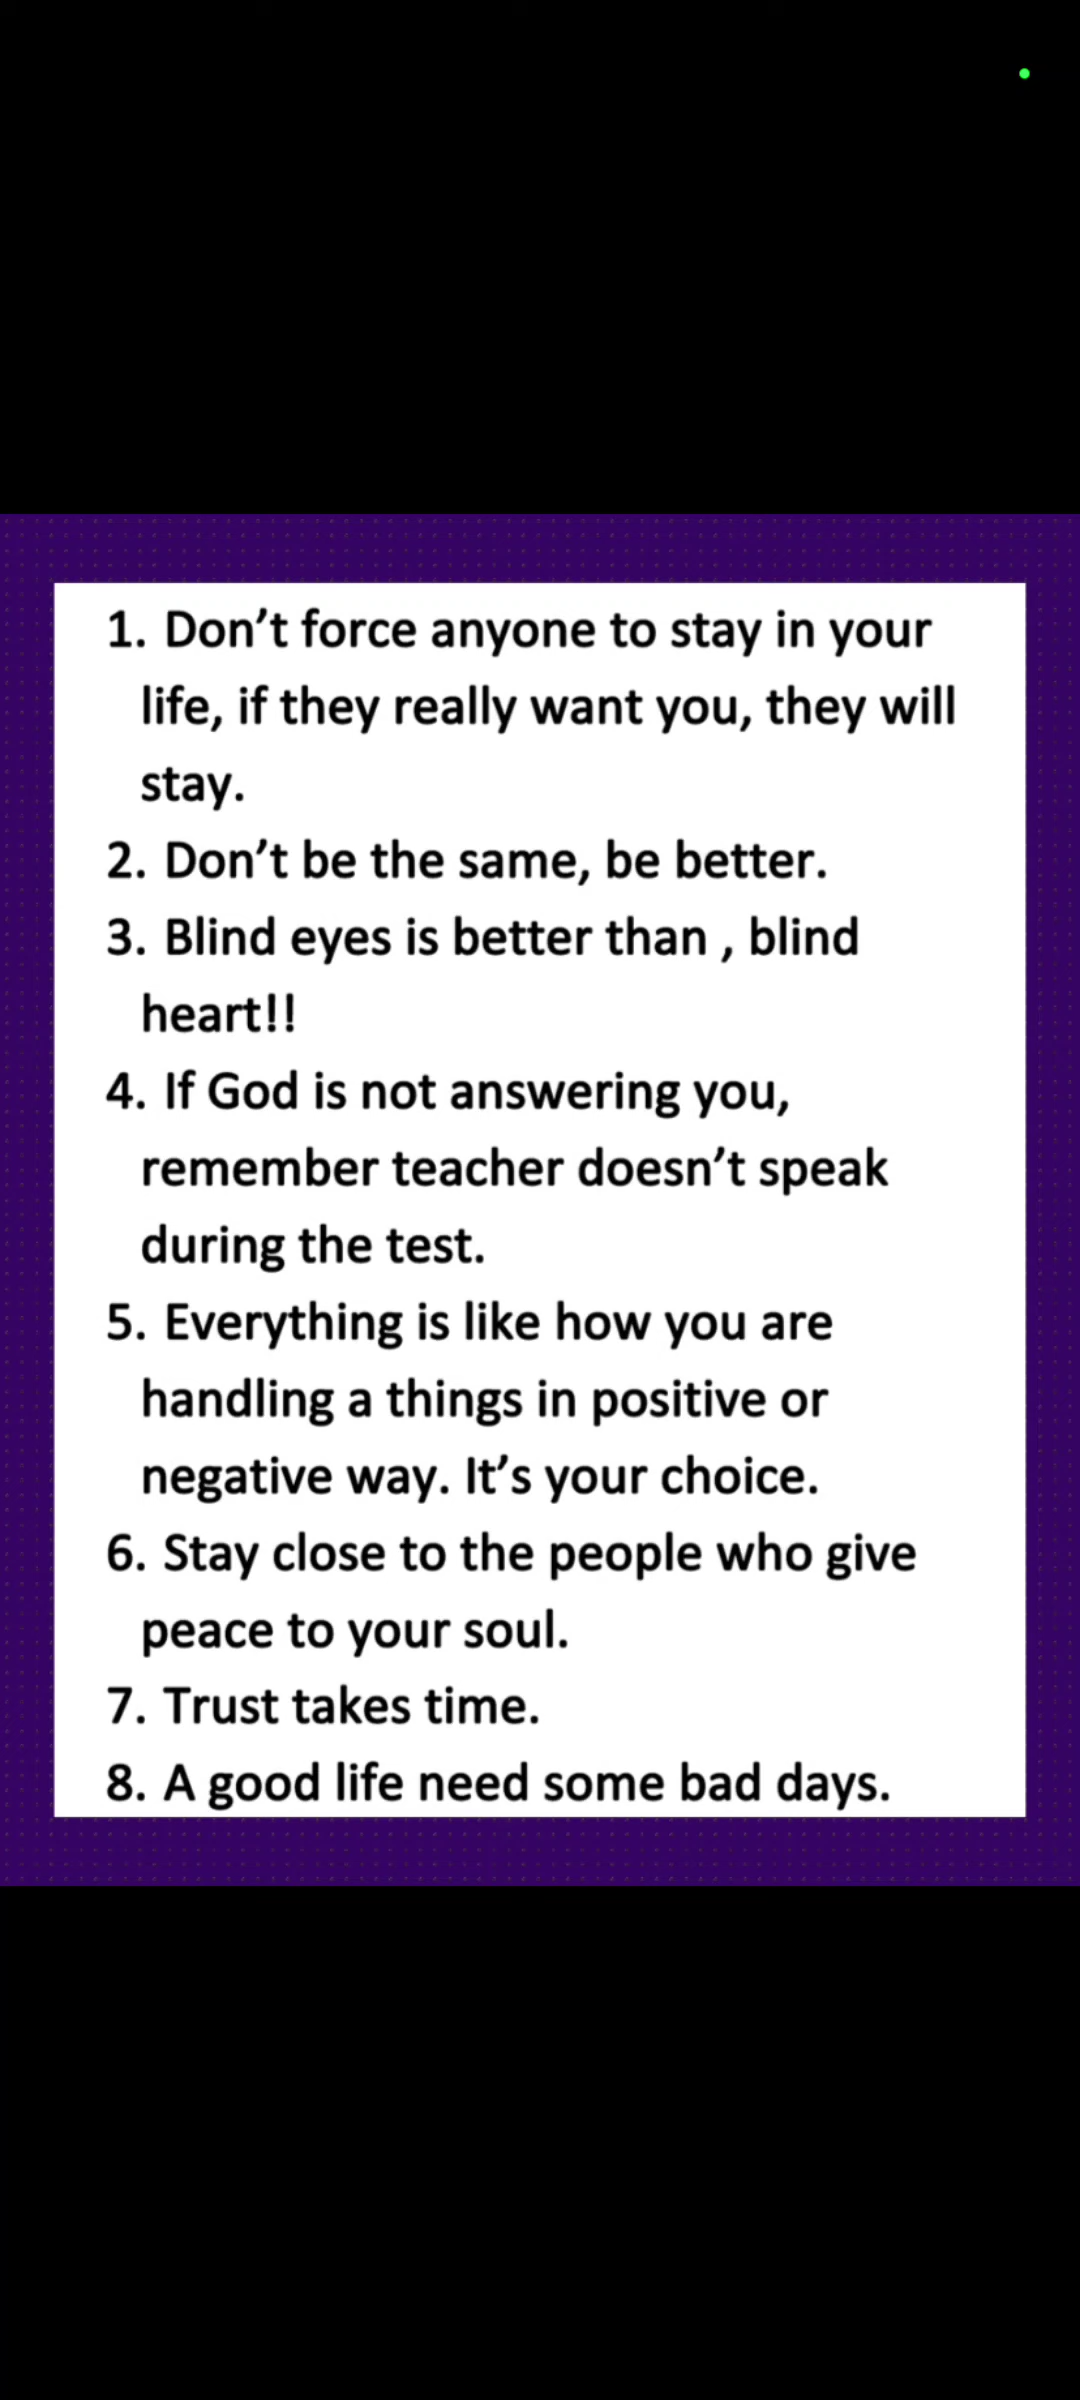 1. Don’t force anyone to stay in your
life, if they really want you, they will
stay.
2. Don’t be the same, be better.
3. Blind eyes is better than , blind
heart!!
4. If God is not answering you,
remember teacher doesn’t speak
during the test.
5. Everything is like how you are
handling a things in positive or
negative way. It’s your choice.
6. Stay close to the people who give
peace to your soul.
7. Trust takes time.
8. A good life need some bad days.